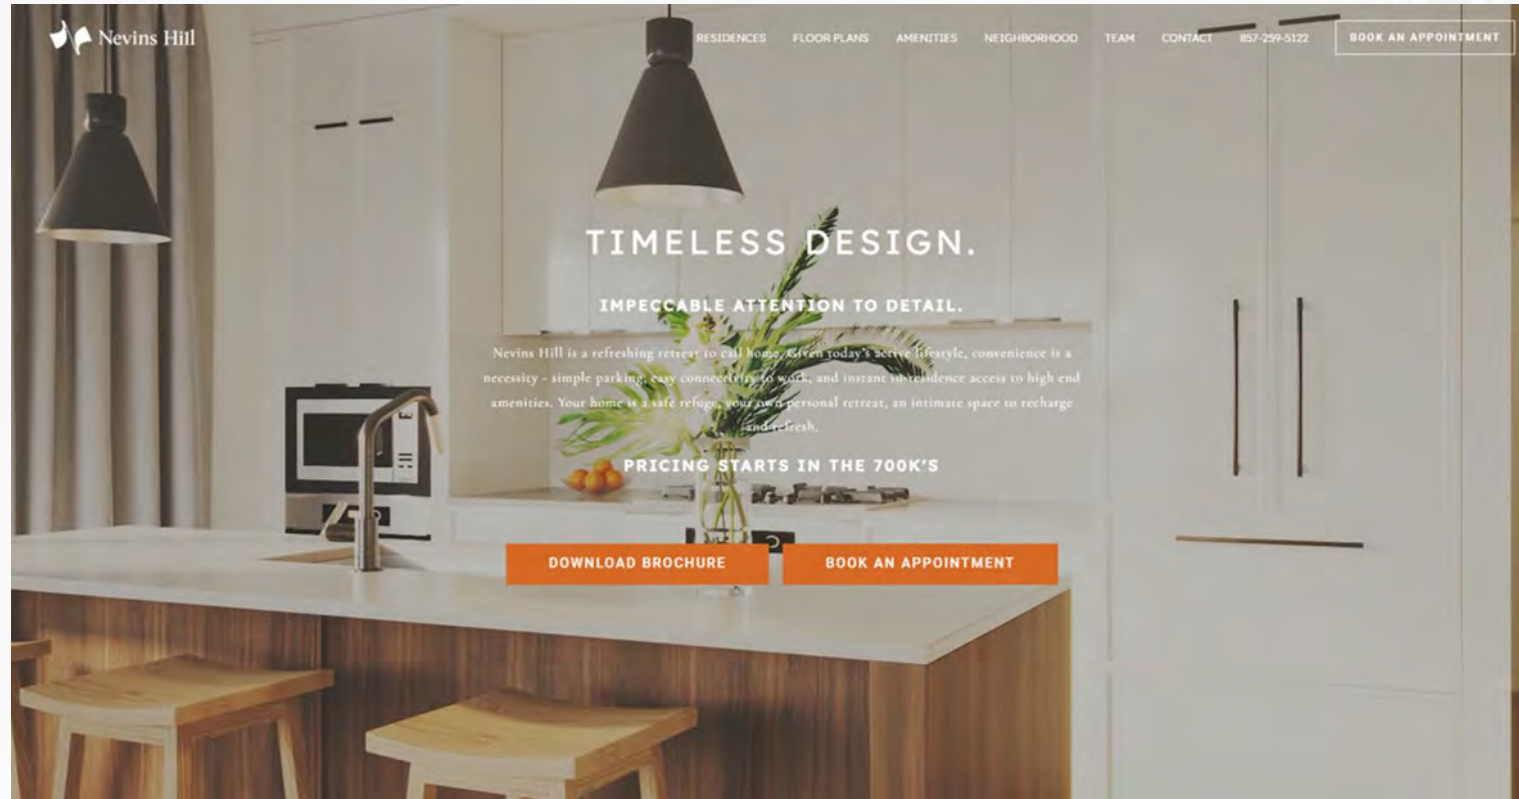 Nevins Hill
RESIDENCES FLOOR PLANS AMENITIES NEIGHBORHOOD TEAM CONTACT 857-259-5122 BOOK AN APPOINTMENT
TIMELESS DESIGN.
IMPECCABLE ATTENTION TO DETAIL.
Nevins Hill is a refreshing retreat to call home. Given today's active lifestyle, convenience is a
necessity – simple parking, easy connectivity to work, and instant in-residence access to high end
amenities. Your home is a safe refuge, your own personal retreat, an intimate space to recharge
and refresh.
PRICING STARTS IN THE 700K'S
DOWNLOAD BROCHURE BOOK AN APPOINTMENT